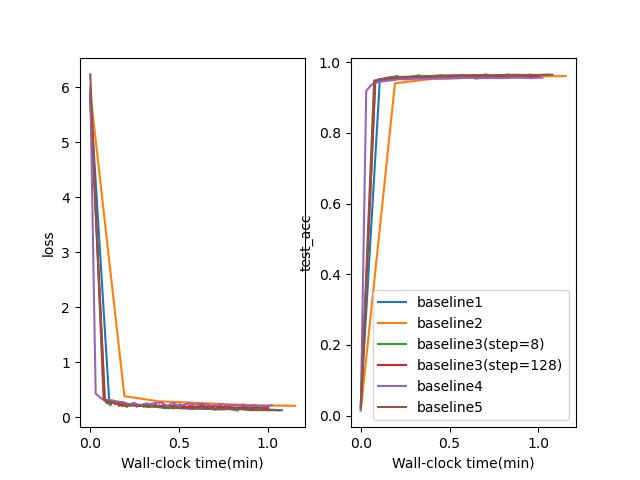 6
5
4
3
2
1
0
loss
0.0
0.5
1.0
Wall-clock time(min)
1.0
0.8
0.6
0.4
0.2
0.0
test_acc
baseline1
baseline2
baseline3(step=8)
baseline3(step=128)
baseline4
baseline5
0.0
0.5
1.0
Wall-clock time(min)